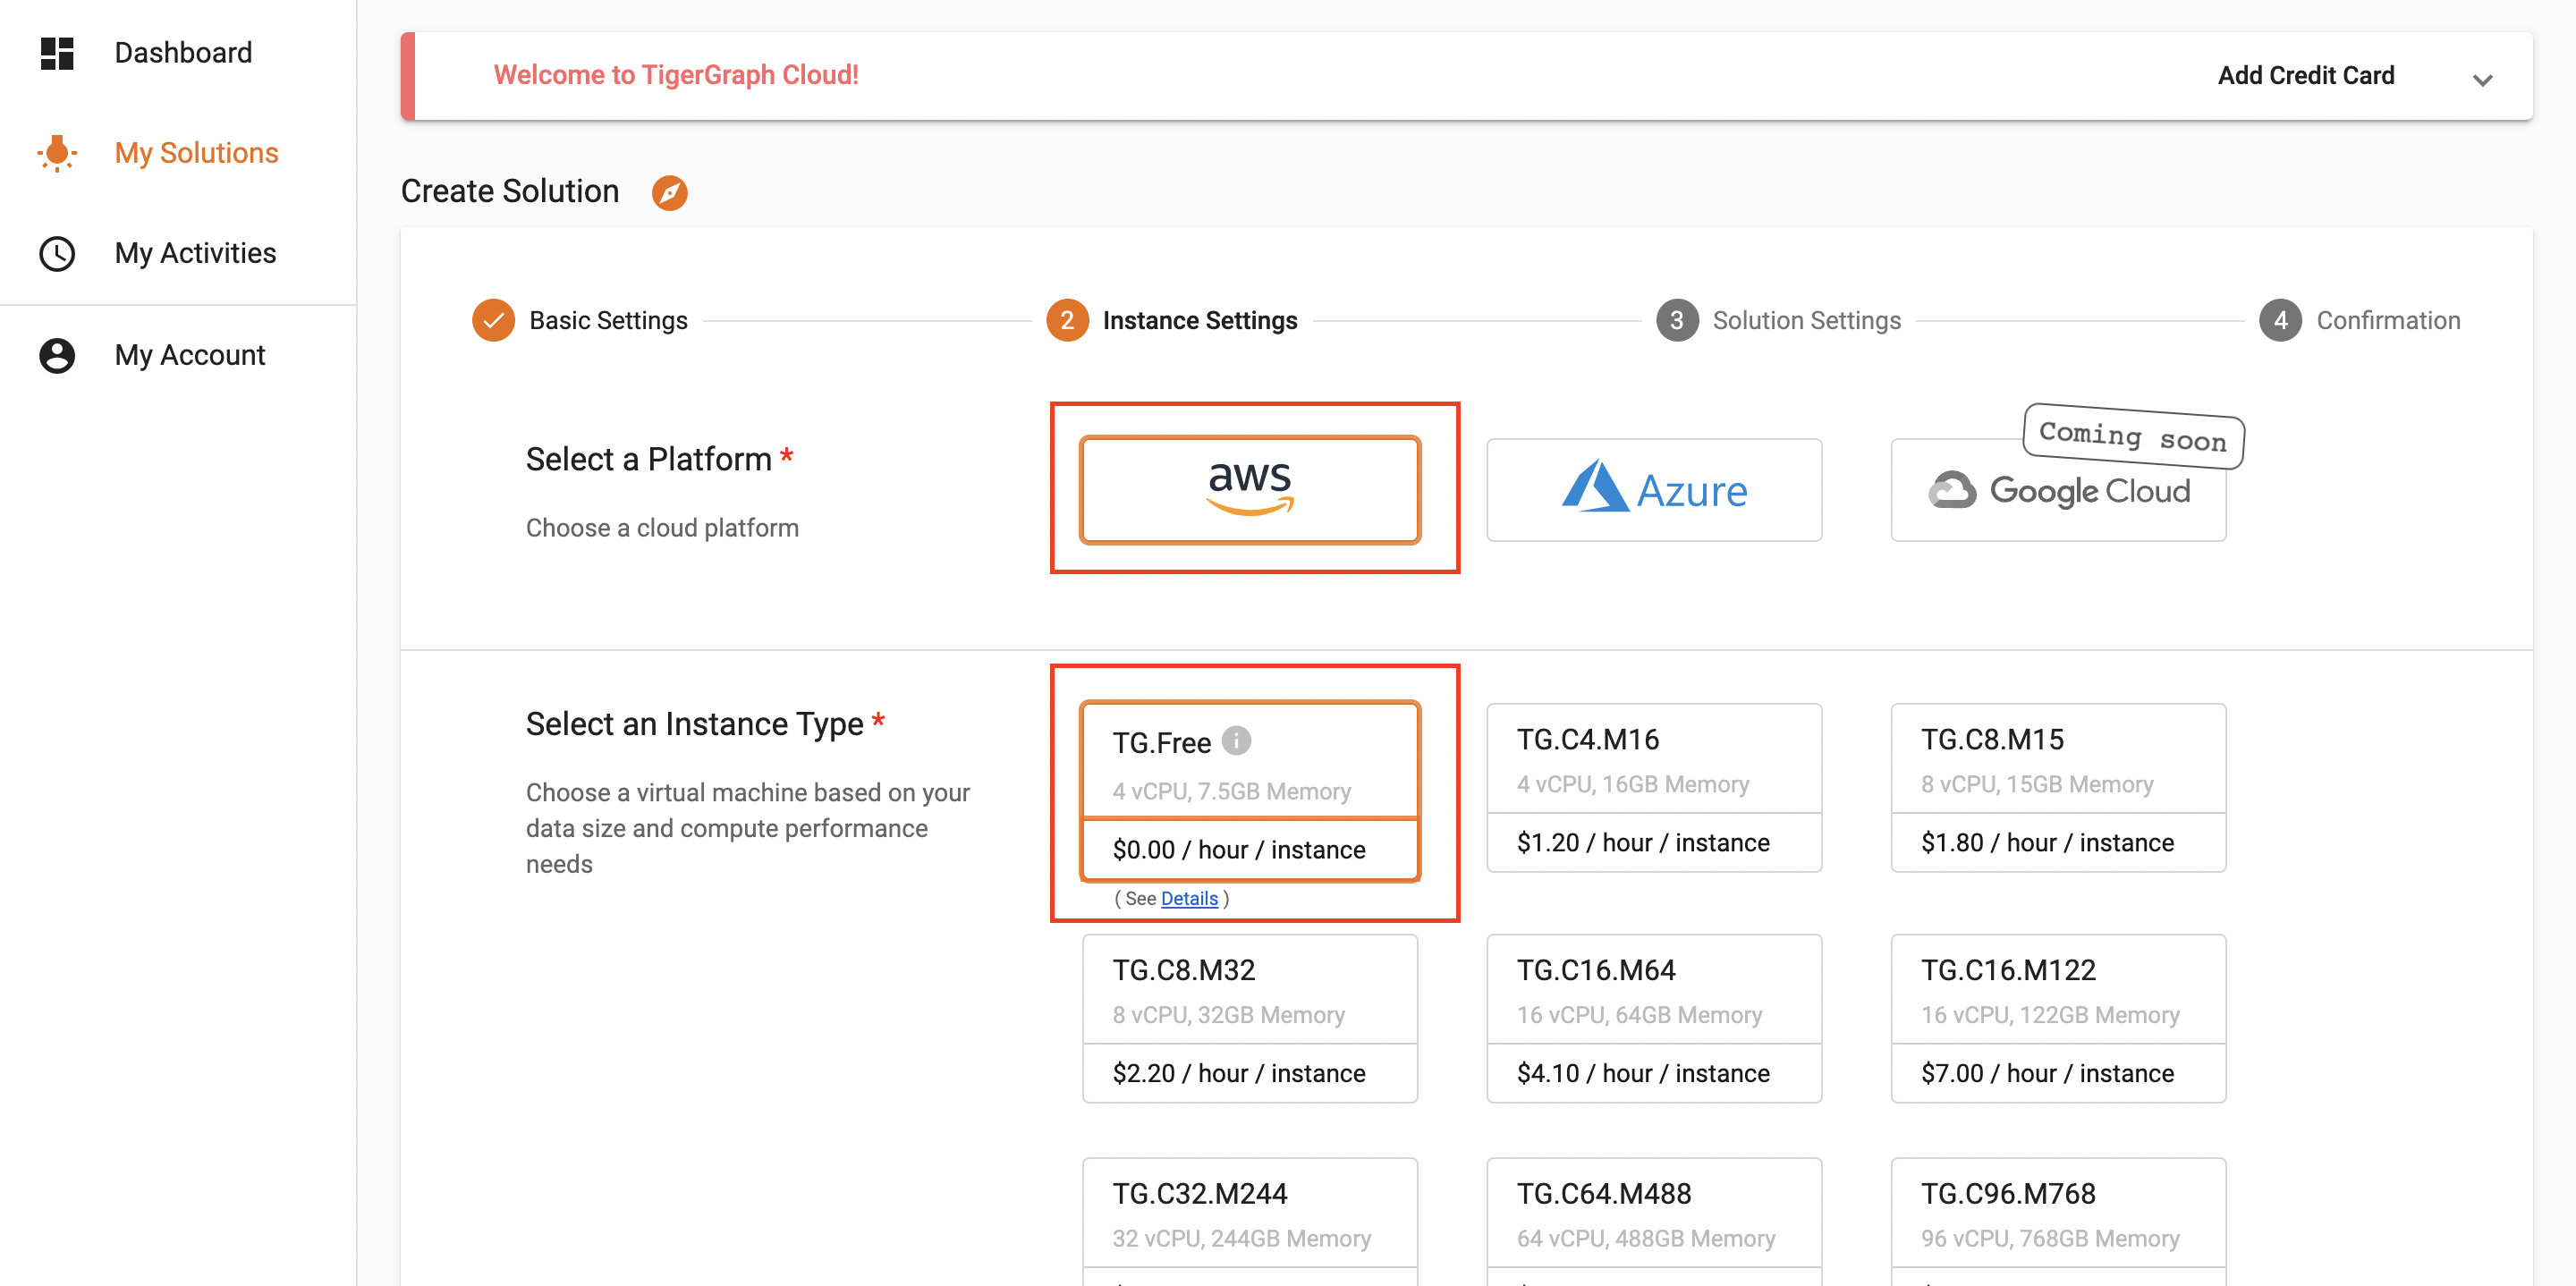 Dashboard
My Solutions
My Activities
My Account
Welcome to TigerGraph Cloud!
Add Credit Card
Create Solution
Basic Settings
2 Instance Settings
3 Solution Settings
4 Confirmation
Select a Platform *
Choose a cloud platform
aws
Azure
Coming soon
Google Cloud
Select an Instance Type *
Choose a virtual machine based on your
data size and compute performance
needs
TG.Free
4 vCPU, 7.5GB Memory
$0.00 / hour / instance
( See Details )
TG.C4.M16
4 vCPU, 16GB Memory
$1.20 / hour / instance
TG.C8.M15
8 vCPU, 15GB Memory
$1.80 / hour / instance
TG.C8.M32
8 vCPU, 32GB Memory
$2.20 / hour / instance
TG.C16.M64
16 vCPU, 64GB Memory
$4.10 / hour / instance
TG.C16.M122
16 vCPU, 122GB Memory
$7.00 / hour / instance
TG.C32.M244
32 vCPU, 244GB Memory
TG.C64.M488
64 vCPU, 488GB Memory
TG.C96.M768
96 vCPU, 768GB Memory